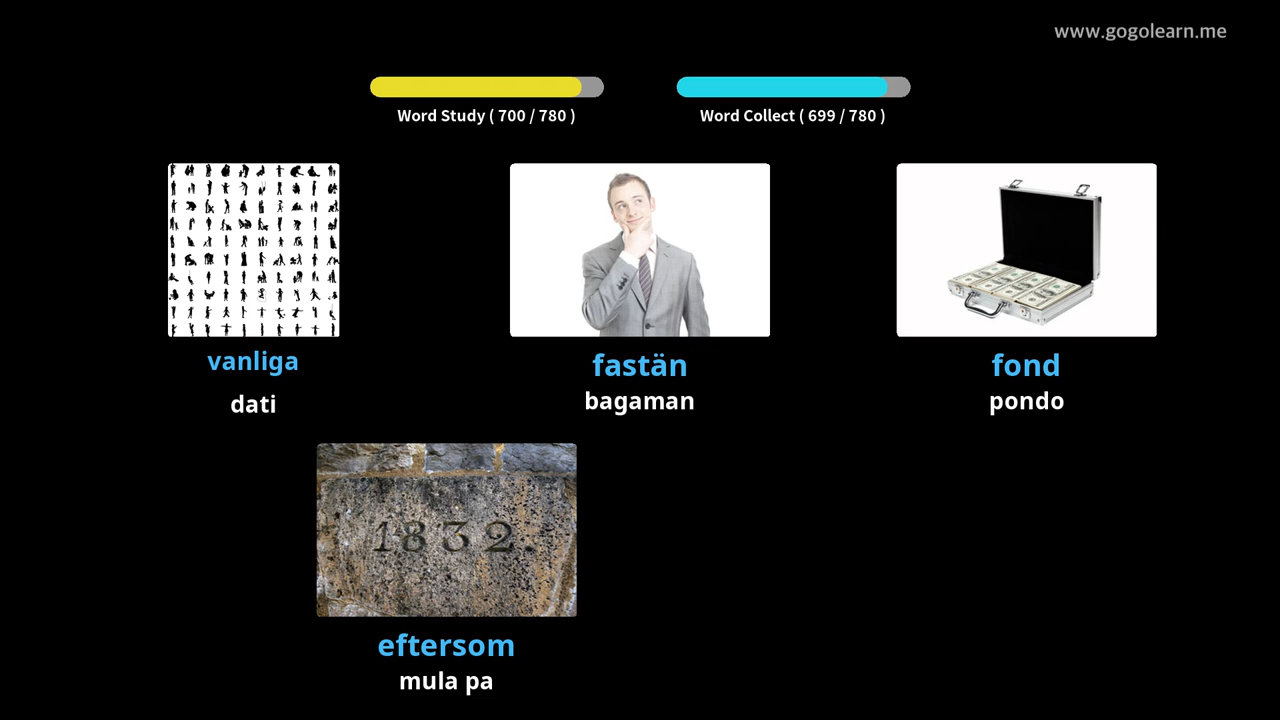 www.gogolearn.me
Word Study ( 700 / 780 )
Word Collect ( 699 / 780 )
vanliga
dati
fastän
bagaman
fond
pondo
1832
eftersom
mula pa